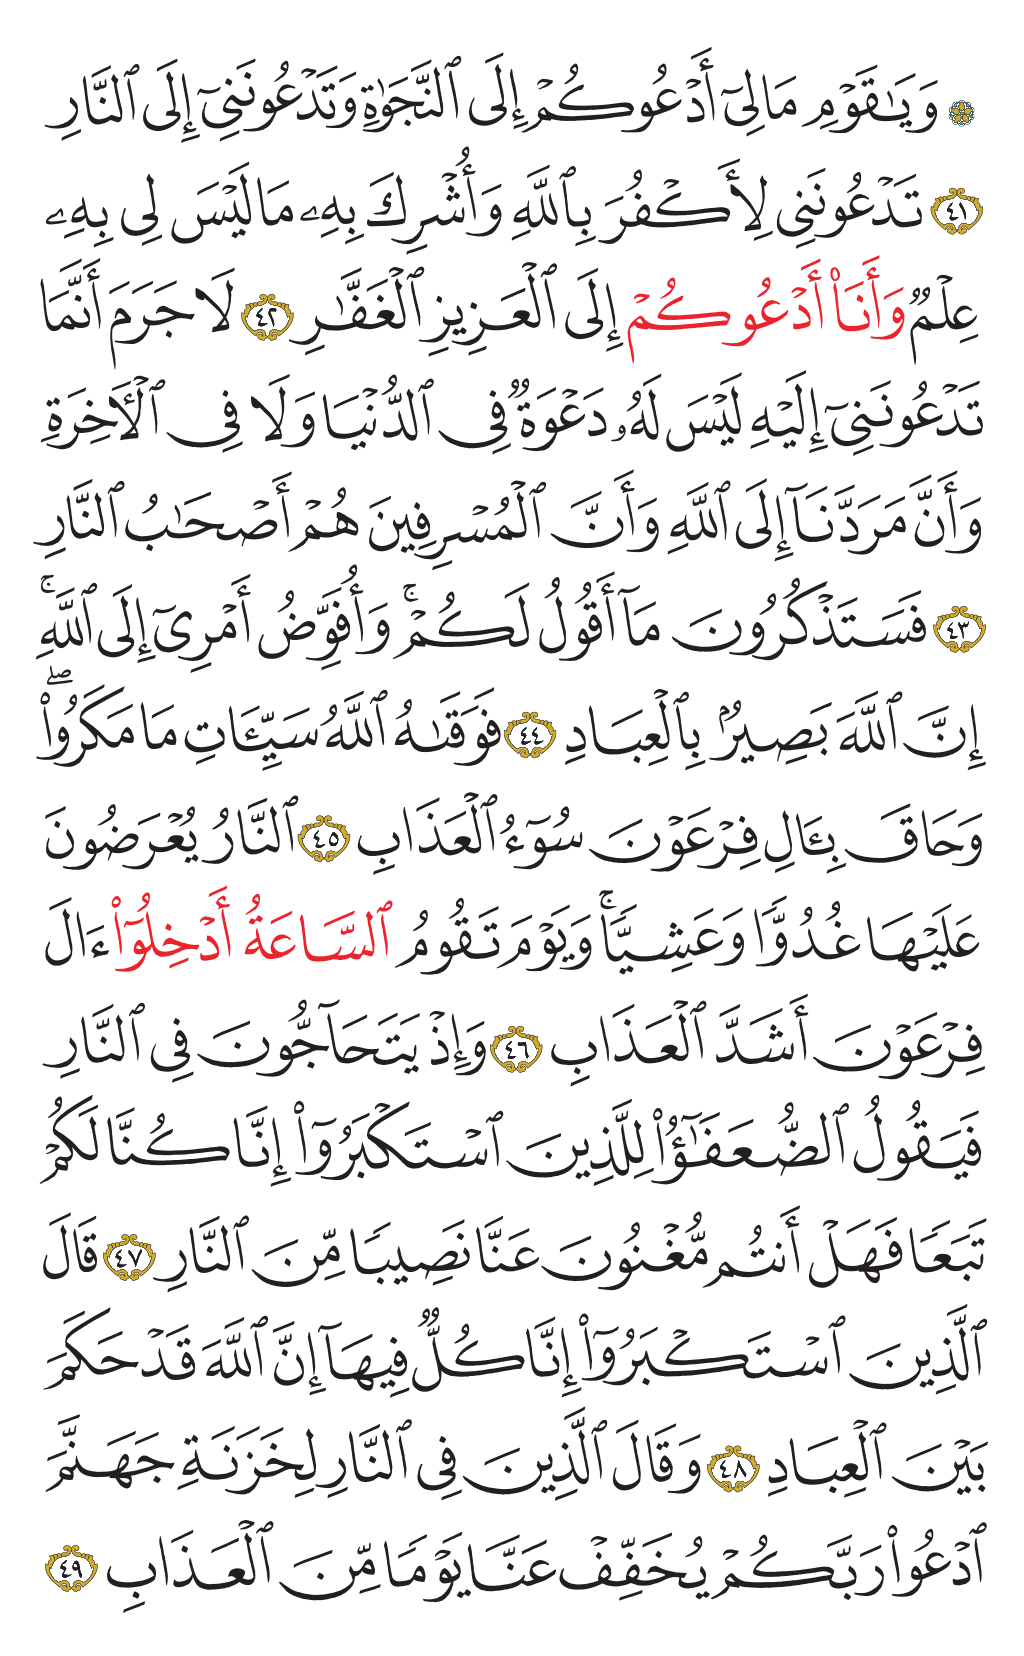 ۞ وَيَٰقَوْمِ مَا لِىٓ أَدْعُوكُمْ إِلَى ٱلنَّجَوٰةِ وَتَدْعُونَنِىٓ إِلَى ٱلنَّارِ
٤١ تَدْعُونَنِى لِأَكْفُرَ بِٱللَّهِ وَأُشْرِكَ بِهِۦ مَا لَيْسَ لِى بِهِۦ
عِلْمٌ وَأَنَا۠ أَدْعُوكُمْ إِلَى ٱلْعَزِيزِ ٱلْغَفَّٰرِ ٤٢ لَا جَرَمَ أَنَّمَا
تَدْعُونَنِىٓ إِلَيْهِ لَيْسَ لَهُۥ دَعْوَةٌ فِى ٱلدُّنْيَا وَلَا فِى ٱلْأَخِرَةِ
وَأَنَّ مَرَدَّنَآ إِلَى ٱللَّهِ وَأَنَّ ٱلْمُسْرِفِينَ هُمْ أَصْحَٰبُ ٱلنَّارِ
٤٣ فَسَتَذْكُرُونَ مَآ أَقُولُ لَكُمْ ۚ وَأُفَوِّضُ أَمْرِىٓ إِلَى ٱللَّهِ ۚ
إِنَّ ٱللَّهَ بَصِيرٌۢ بِٱلْعِبَادِ ٤٤ فَوَقَىٰهُ ٱللَّهُ سَيِّـَٔاتِ مَا مَكَرُوا۟ ۖ
وَحَاقَ بِـَٔالِ فِرْعَوْنَ سُوٓءُ ٱلْعَذَابِ ٤٥ ٱلنَّارُ يُعْرَضُونَ
عَلَيْهَا غُدُوًّا وَعَشِيًّا ۚ وَيَوْمَ تَقُومُ ٱلسَّاعَةُ أَدْخِلُوٓا۟ ءَالَ
فِرْعَوْنَ أَشَدَّ ٱلْعَذَابِ ٤٦ وَإِذْ يَتَحَآجُّونَ فِى ٱلنَّارِ
فَيَقُولُ ٱلضُّعَفَٰٓؤُا۟ لِلَّذِينَ ٱسْتَكْبَرُوٓا۟ إِنَّا كُنَّا لَكُمْ
تَبَعًا فَهَلْ أَنتُم مُّغْنُونَ عَنَّا نَصِيبًا مِّنَ ٱلنَّارِ ٤٧ قَالَ
ٱلَّذِينَ ٱسْتَكْبَرُوٓا۟ إِنَّا كُلٌّ فِيهَآ إِنَّ ٱللَّهَ قَدْ حَكَمَ
بَيْنَ ٱلْعِبَادِ ٤٨ وَقَالَ ٱلَّذِينَ فِى ٱلنَّارِ لِخَزَنَةِ جَهَنَّمَ
ٱدْعُوا۟ رَبَّكُمْ يُخَفِّفْ عَنَّا يَوْمًا مِّنَ ٱلْعَذَابِ ٤٩